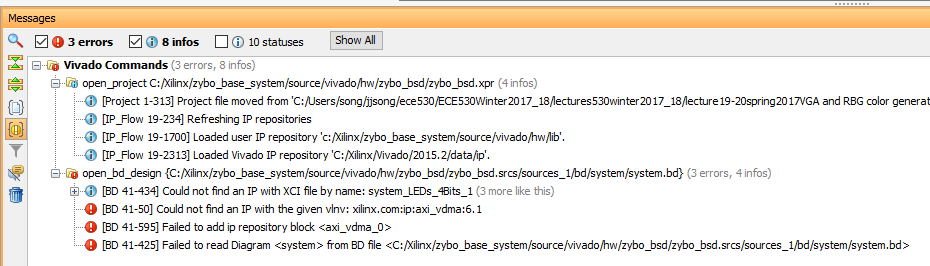 Messages
3 errors 8 infos 10 statuses Show All
Vivado Commands (3 errors, 8 infos)
open_project C:/Xilinx/zybo_base_system/source/vivado/hw/zybo_bsd/zybo_bsd.xpr (4 infos)
[Project 1-313] Project file moved from 'C:/Users/song/jjsong/ece530/ECE530Winter2017_18/lectures530winter2017_18/lecture19-20spring2017VGA and RBG color generat
[IP_Flow 19-234] Refreshing IP repositories
[IP_Flow 19-1700] Loaded user IP repository 'c:/Xilinx/zybo_base_system/source/vivado/hw/lib'.
[IP_Flow 19-2313] Loaded Vivado IP repository 'C:/Xilinx/Vivado/2015.2/data/ip'.
open_bd_design {C:/Xilinx/zybo_base_system/source/vivado/hw/zybo_bsd/zybo_bsd.srcs/sources_1/bd/system/system.bd} (3 errors, 4 infos)
[BD 41-434] Could not find an IP with XCI file by name: system_LEDs_4Bits_1 (3 more like this)
[BD 41-50] Could not find an IP with the given vlnv: xilinx.com:ip:axi_vdma:6.1
[BD 41-595] Failed to add ip repository block <axi_vdma_0>
[BD 41-425] Failed to read Diagram <system> from BD file <C:/Xilinx/zybo_base_system/source/vivado/hw/zybo_bsd/zybo_bsd.srcs/sources_1/bd/system/system.bd>